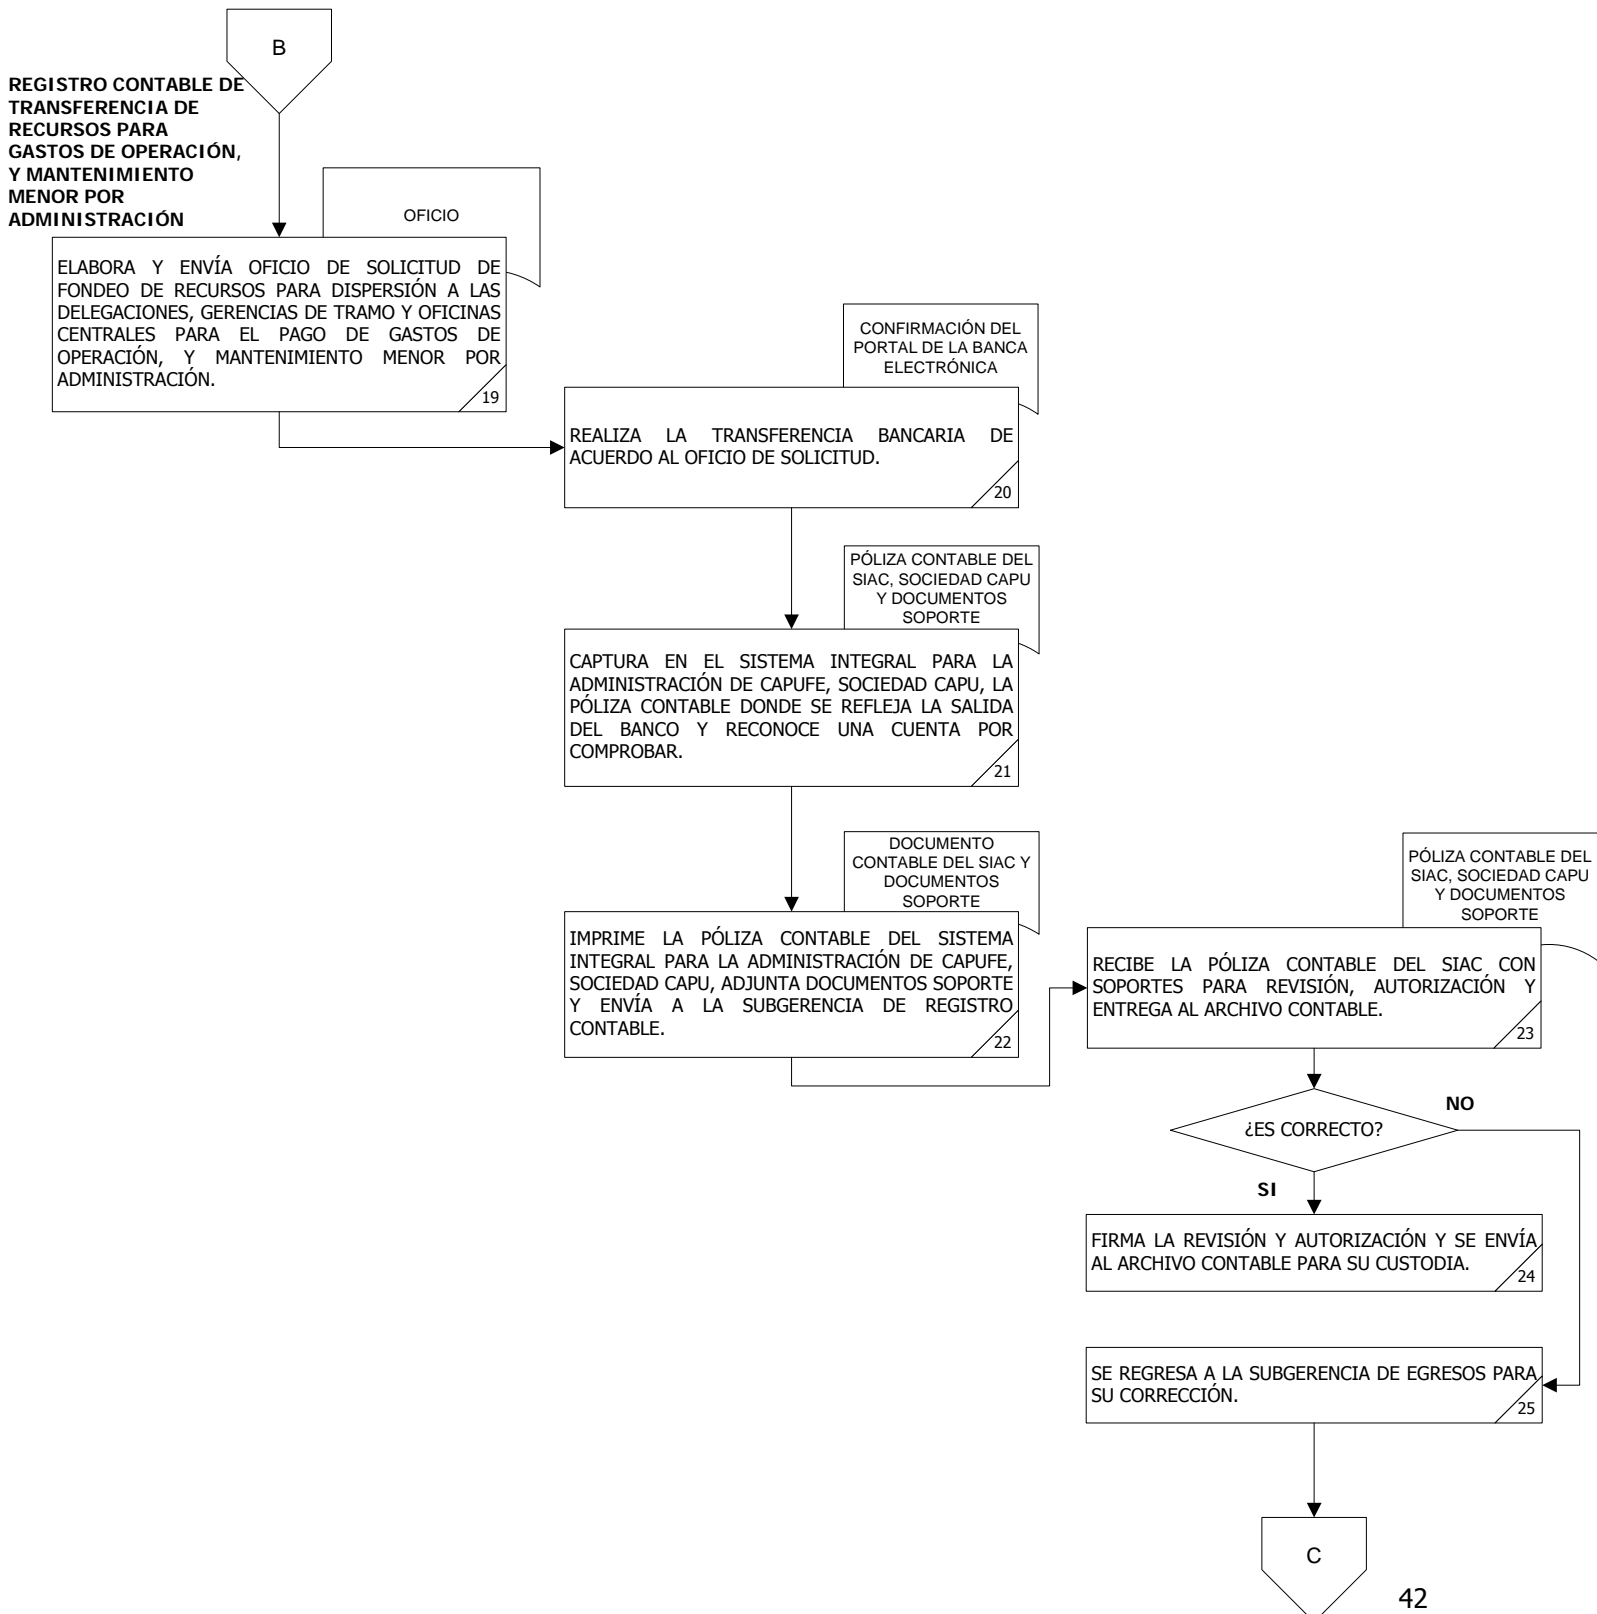 B
REGISTRO CONTABLE DE
TRANSFERENCIA DE
RECURSOS PARA
GASTOS DE OPERACIÓN,
Y MANTENIMIENTO
MENOR POR
ADMINISTRACIÓN
OFICIO
ELABORA Y ENVÍA OFICIO DE SOLICITUD DE
FONDEO DE RECURSOS PARA DISPERSIÓN A LAS
DELEGACIONES, GERENCIAS DE TRAMO Y OFICINAS
CENTRALES PARA EL PAGO DE GASTOS DE
OPERACIÓN, Y MANTENIMIENTO MENOR POR
ADMINISTRACIÓN.
19
CONFIRMACIÓN DEL
PORTAL DE LA BANCA
ELECTRÓNICA
REALIZA LA TRANSFERENCIA BANCARIA DE
ACUERDO AL OFICIO DE SOLICITUD.
20
PÓLIZA CONTABLE DEL
SIAC, SOCIEDAD CAPU
Y DOCUMENTOS
SOPORTE
CAPTURA EN EL SISTEMA INTEGRAL PARA LA
ADMINISTRACIÓN DE CAPUFE, SOCIEDAD CAPU, LA
PÓLIZA CONTABLE DONDE SE REFLEJA LA SALIDA
DEL BANCO Y RECONOCE UNA CUENTA POR
COMPROBAR.
21
DOCUMENTO
CONTABLE DEL SIAC Y
DOCUMENTOS
SOPORTE
IMPRIME LA PÓLIZA CONTABLE DEL SISTEMA
INTEGRAL PARA LA ADMINISTRACIÓN DE CAPUFE,
SOCIEDAD CAPU, ADJUNTA DOCUMENTOS SOPORTE
Y ENVÍA A LA SUBGERENCIA DE REGISTRO
CONTABLE.
22
PÓLIZA CONTABLE DEL
SIAC, SOCIEDAD CAPU
Y DOCUMENTOS
SOPORTE
RECIBE LA PÓLIZA CONTABLE DEL SIAC CON
SOPORTES PARA REVISIÓN, AUTORIZACIÓN Y
ENTREGA AL ARCHIVO CONTABLE.
23
¿ES CORRECTO?
NO
SI
FIRMA LA REVISIÓN Y AUTORIZACIÓN Y SE ENVÍA
AL ARCHIVO CONTABLE PARA SU CUSTODIA.
24
SE REGRESA A LA SUBGERENCIA DE EGRESOS PARA
SU CORRECCIÓN.
25
C
42